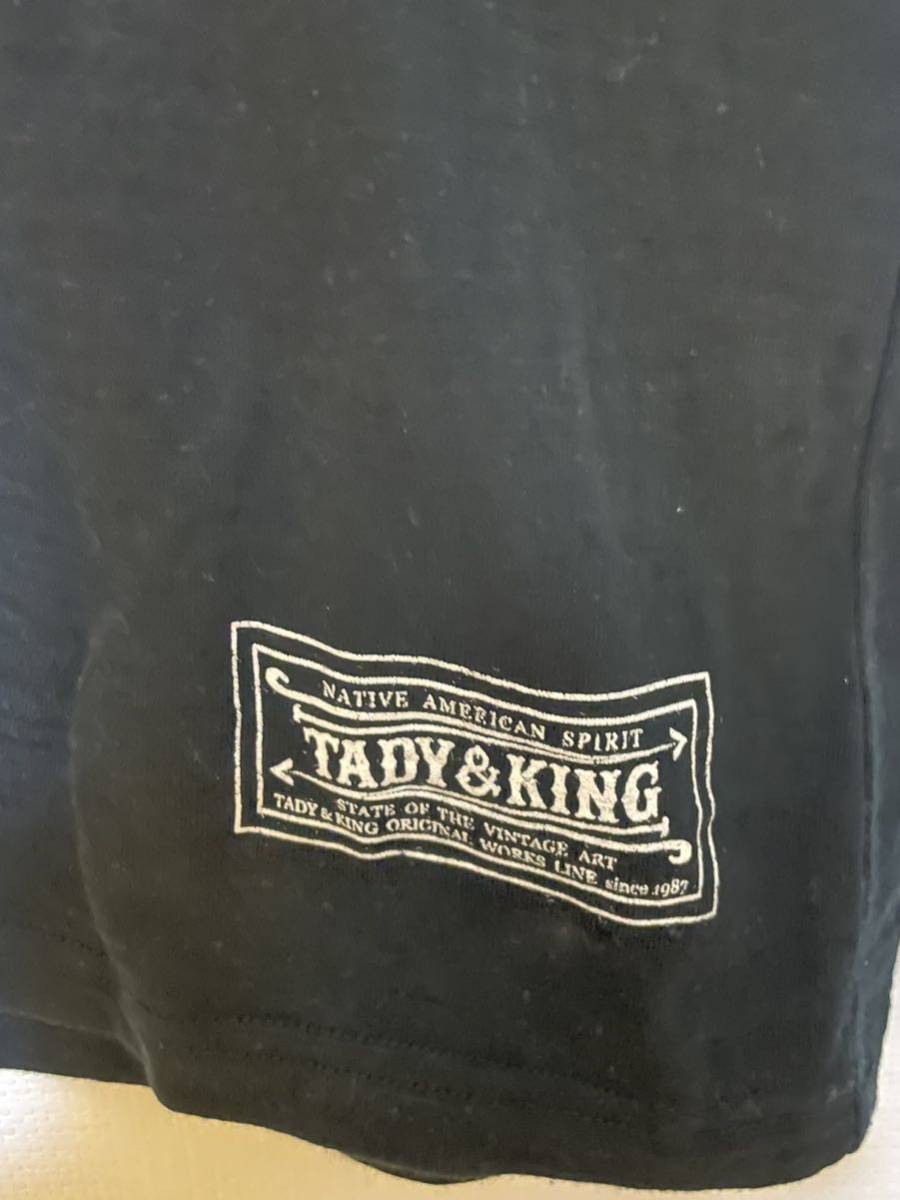 NATIVE AMERICAN SPIRIT
TADY&KING
STATE OF THE VINTAGE ART
TADY & KING ORIGINAL WORKS LINE since.1987